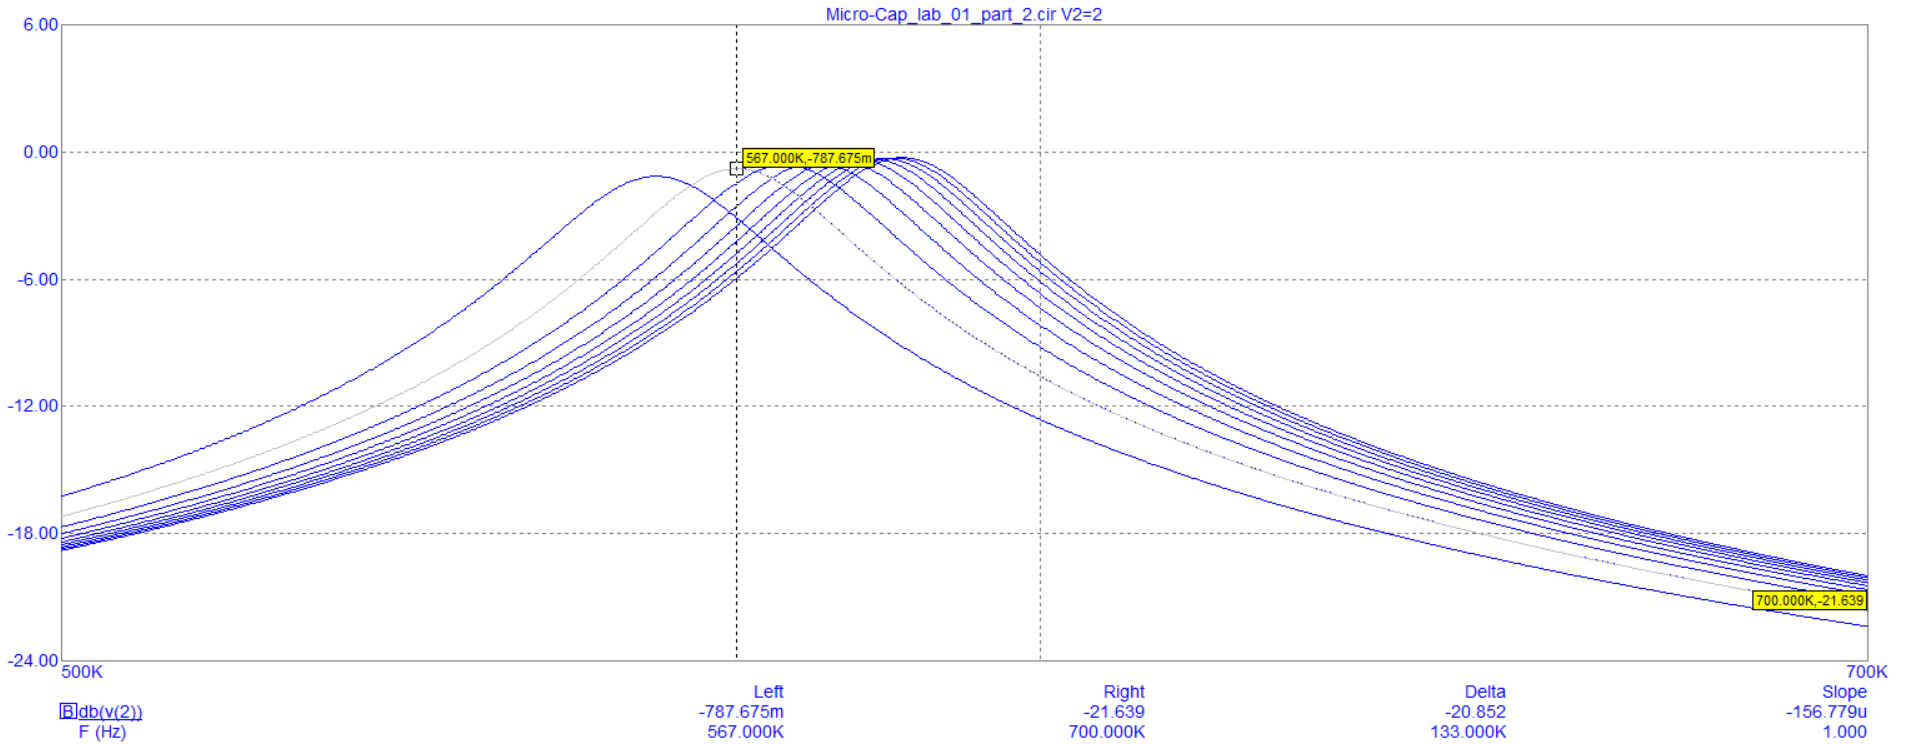 Micro-Cap_lab_01_part_2.cir V2=2
6.00
0.00
567.000K,-787.675m
-6.00
-12.00
-18.00
700.000K,-21.639
-24.00
500K 700K
Left Right Delta Slope
B db(v(2)) -787.675m -21.639 -20.852 -156.779u
F (Hz) 567.000K 700.000K 133.000K 1.000